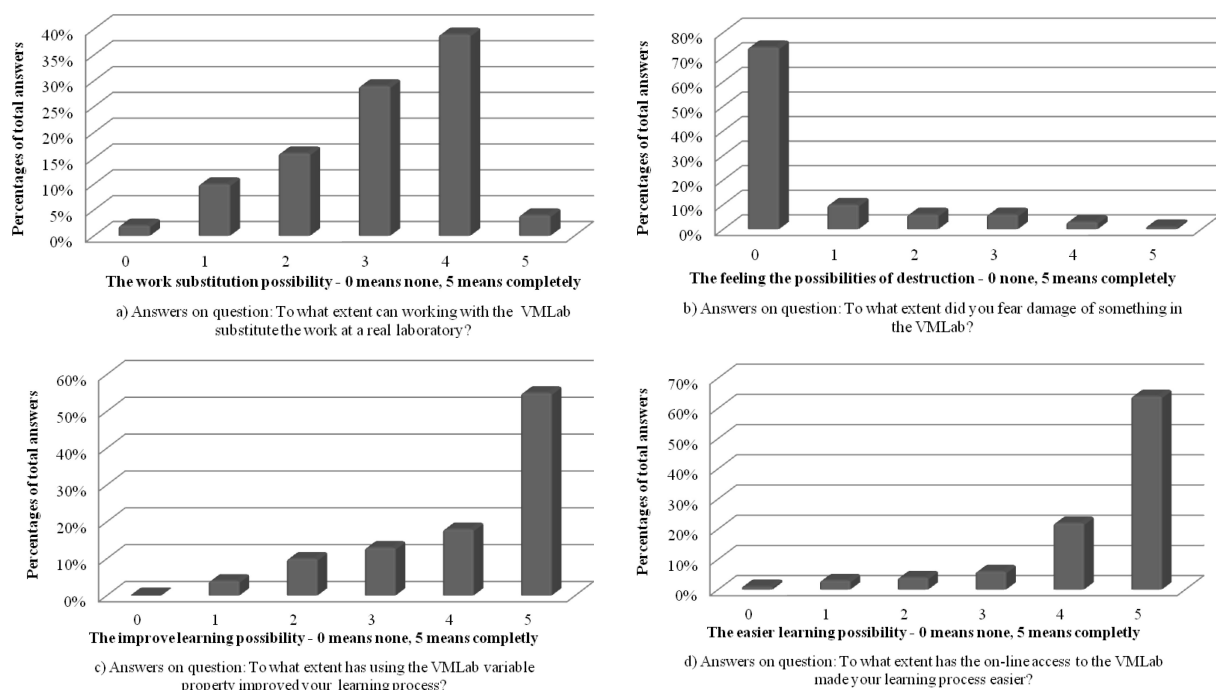 Percentages of total answers
40%
35%
30%
25%
20%
15%
10%
5%
0%
0 1 2 3 4 5
The work substitution possibility - 0 means none, 5 means completely
a) Answers on question: To what extent can working with the VMLab
substitute the work at a real laboratory?
Percentages of total answers
80%
70%
60%
50%
40%
30%
20%
10%
0%
0 1 2 3 4 5
The feeling the possibilities of destruction - 0 none, 5 means completely
b) Answers on question: To what extent did you fear damage of something in
the VMLab?
Percentages of total answers
60%
50%
40%
30%
20%
10%
0%
0 1 2 3 4 5
The improve learning possibility - 0 means none, 5 means completly
c) Answers on question: To what extent has using the VMLab variable
property improved your learning process?
Percentages of total answers
70%
60%
50%
40%
30%
20%
10%
0%
0 1 2 3 4 5
The easier learning possibility - 0 means none, 5 means completly
d) Answers on question: To what extent has the on-line access to the VMLab
made your learning process easier?